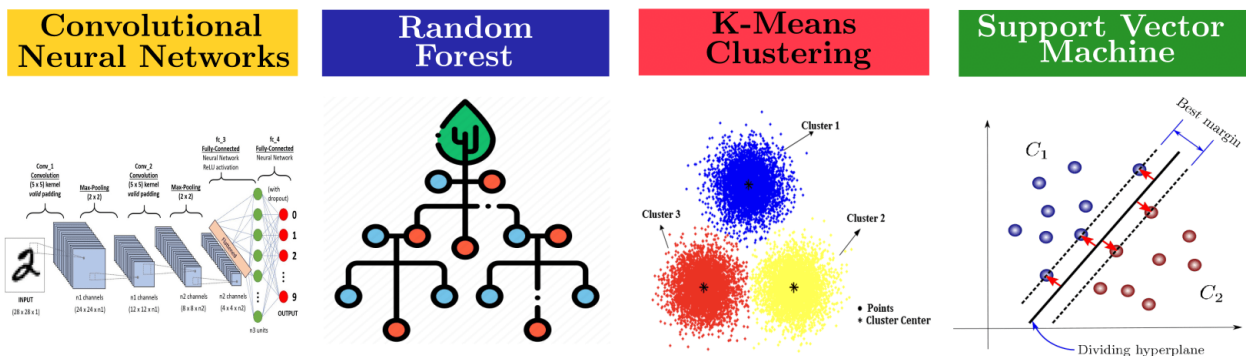 Convolutional
Neural Networks
Random
Forest
K-Means
Clustering
Support Vector
Machine
fc_3
Fully-Connected
Neural Network
ReLU activation
fc_4
Fully-Connected
Neural Network
Conv_1
Convolution
(5 x 5) kernel
valid padding
Max-Pooling
(2 x 2)
Conv_2
Convolution
(5 x 5) kernel
valid padding
Max-Pooling
(2 x 2)
(with
dropout)
Flattened
0
1
2
9
INPUT
(28 x 28 x 1)
n1 channels
(24 x 24 x n1)
n1 channels
(12 x 12 x n1)
n2 channels
(8 x 8 x n2)
n2 channels
(4 x 4 x n2)
n3 units
OUTPUT
Cluster 1
Cluster 2
Cluster 3
Points
Cluster Center
Best margin
C1
C2
Dividing hyperplane